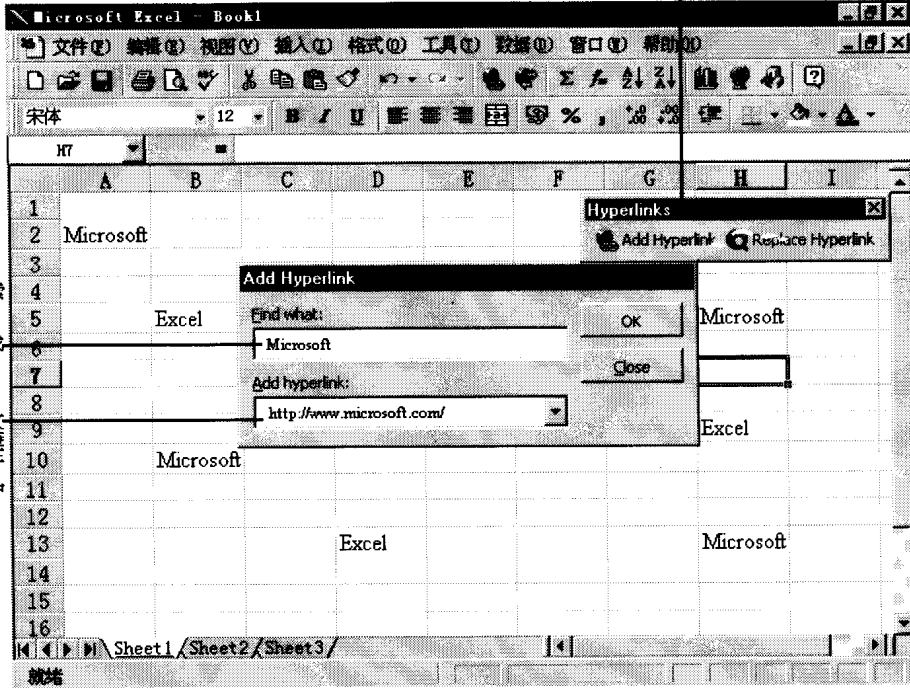 Microsoft Excel - Book1
文件(F) 编辑(E) 视图(V) 插入(I) 格式(O) 工具(T) 数据(D) 窗口(W) 帮助(H)
宋体 12 B I U % ,
H7 =
A B C D E F G H I
Hyperlinks
1
2 Microsoft Add Hyperlink Replace Hyperlink
3
Add Hyperlink
4
Find what:
5 Excel OK Microsoft
6 Microsoft
7 Close
Add hyperlink:
8
http://www.microsoft.com/
9 Excel
10 Microsoft
11
12
13 Excel Microsoft
14
15
16
Sheet1 Sheet2 Sheet3
就绪